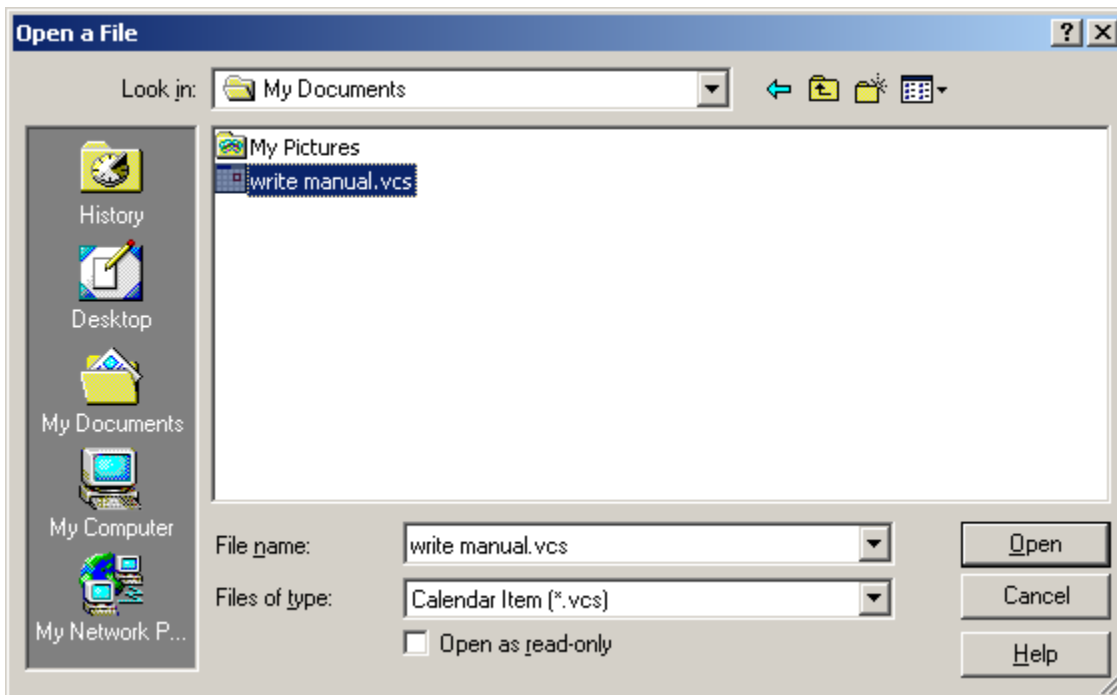 Open a File
Look in: My Documents
My Pictures
write manual.vcs
History
Desktop
My Documents
My Computer
My Network P...
File name: write manual.vcs Open
Files of type: Calendar Item (*.vcs) Cancel
Open as read-only Help